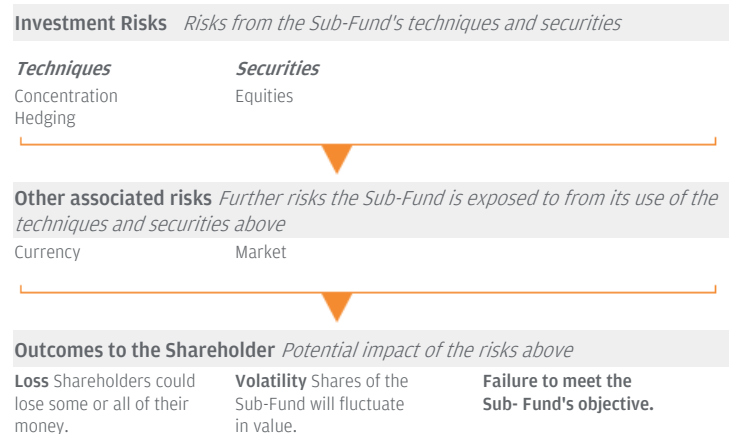 Investment Risks Risks from the Sub-Fund's techniques and securities
Techniques
Concentration
Hedging
Securities
Equities
Other associated risks Further risks the Sub-Fund is exposed to from its use of the
techniques and securities above
Currency
Market
Outcomes to the Shareholder Potential impact of the risks above
Loss Shareholders could
lose some or all of their
money.
Volatility Shares of the
Sub-Fund will fluctuate
in value.
Failure to meet the
Sub- Fund's objective.